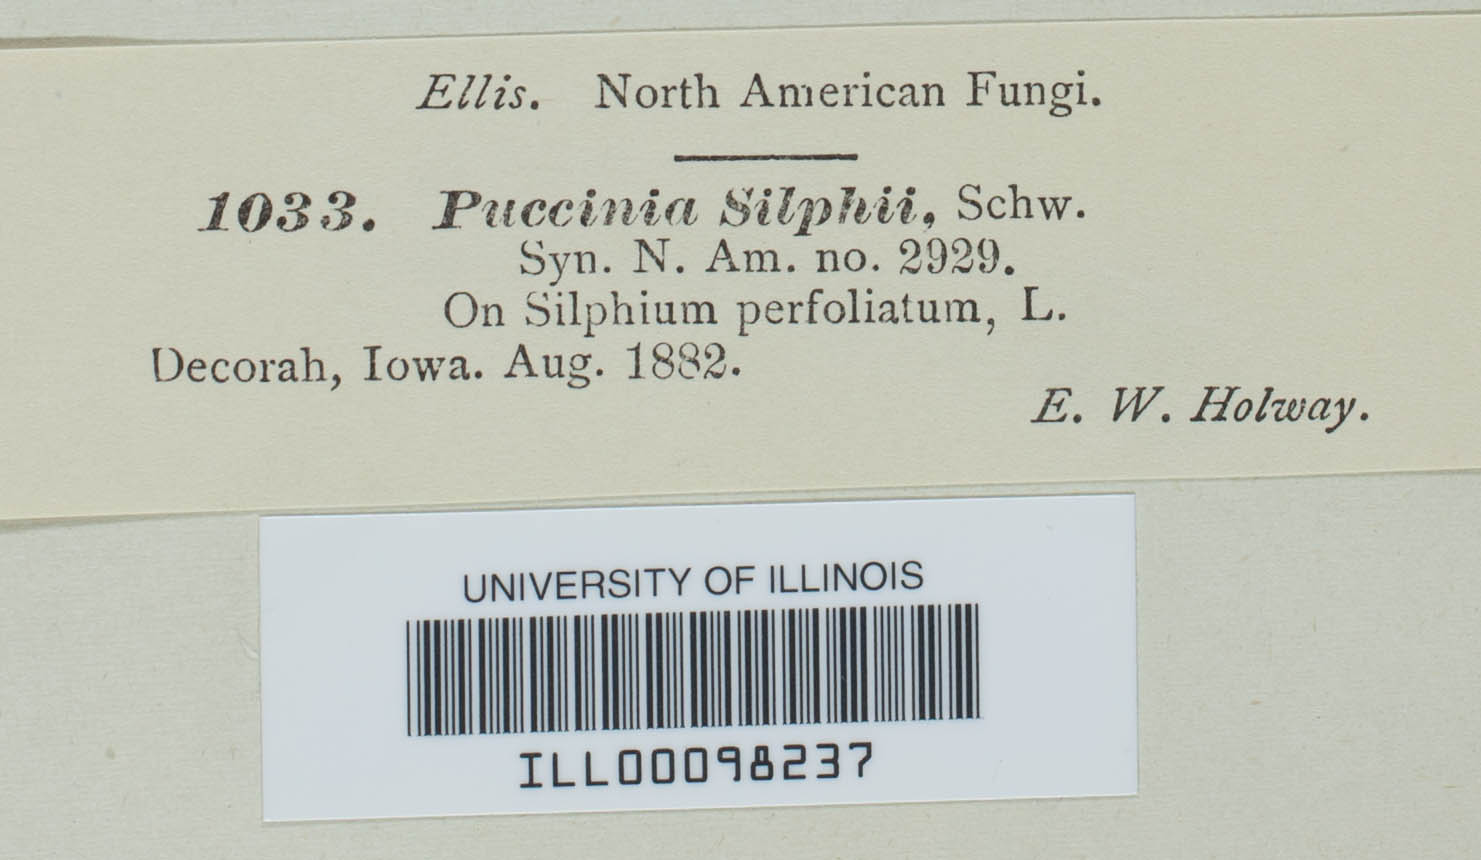 Ellis. North American Fungi.
1033. Puccinia Silphii, Schw.
Syn. N. Am. no. 2929.
On Silphium perfoliatum, L.
Decorah, Iowa. Aug. 1882.
E. W. Holway.
UNIVERSITY OF ILLINOIS
ILL00098237